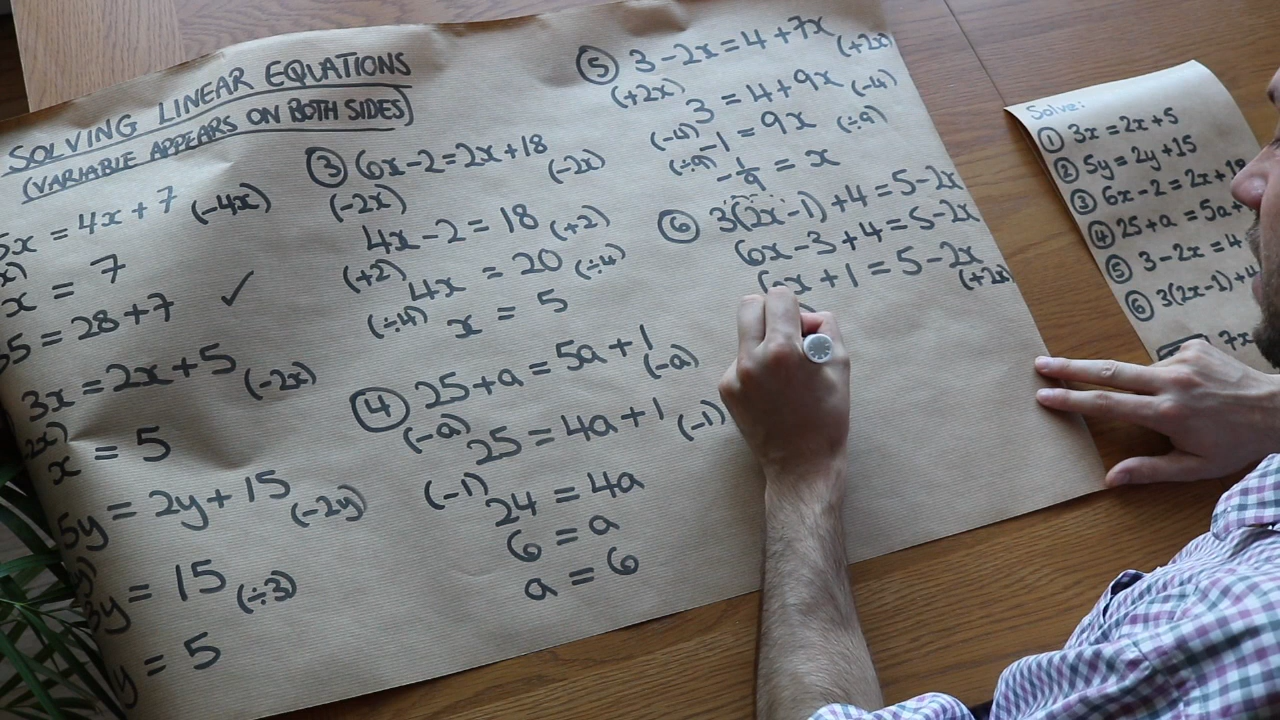 SOLVING LINEAR EQUATIONS
(VARIABLE APPEARS ON BOTH SIDES)
5x = 4x + 7 (-4x)
x = 7
35 = 28 + 7 ✓
3x = 2x + 5 (-2x)
(-2x)
x = 5
5y = 2y + 15 (-2y)
3y = 15 (÷3)
y = 5
③ 6x - 2 = 2x + 18
(-2x) (-2x)
4x - 2 = 18 (+2)
(+2) 4x = 20 (÷4)
(÷4) x = 5
④ 25 + a = 5a + 1
(-a) (-a)
25 = 4a + 1 (-1)
(-1) 24 = 4a
6 = a
a = 6
⑤ 3 - 2x = 4 + 7x
(+2x) (+2x)
3 = 4 + 9x (-4)
(-4) -1 = 9x (÷9)
(÷9) -1/9 = x
⑥ 3(2x - 1) + 4 = 5 - 2x
6x - 3 + 4 = 5 - 2x
6x + 1 = 5 - 2x
(+2x)
Solve:
① 3x = 2x + 5
② 5y = 2y + 15
③ 6x - 2 = 2x + 18
④ 25 + a = 5a +
⑤ 3 - 2x = 4
⑥ 3(2x - 1) + 4
7x